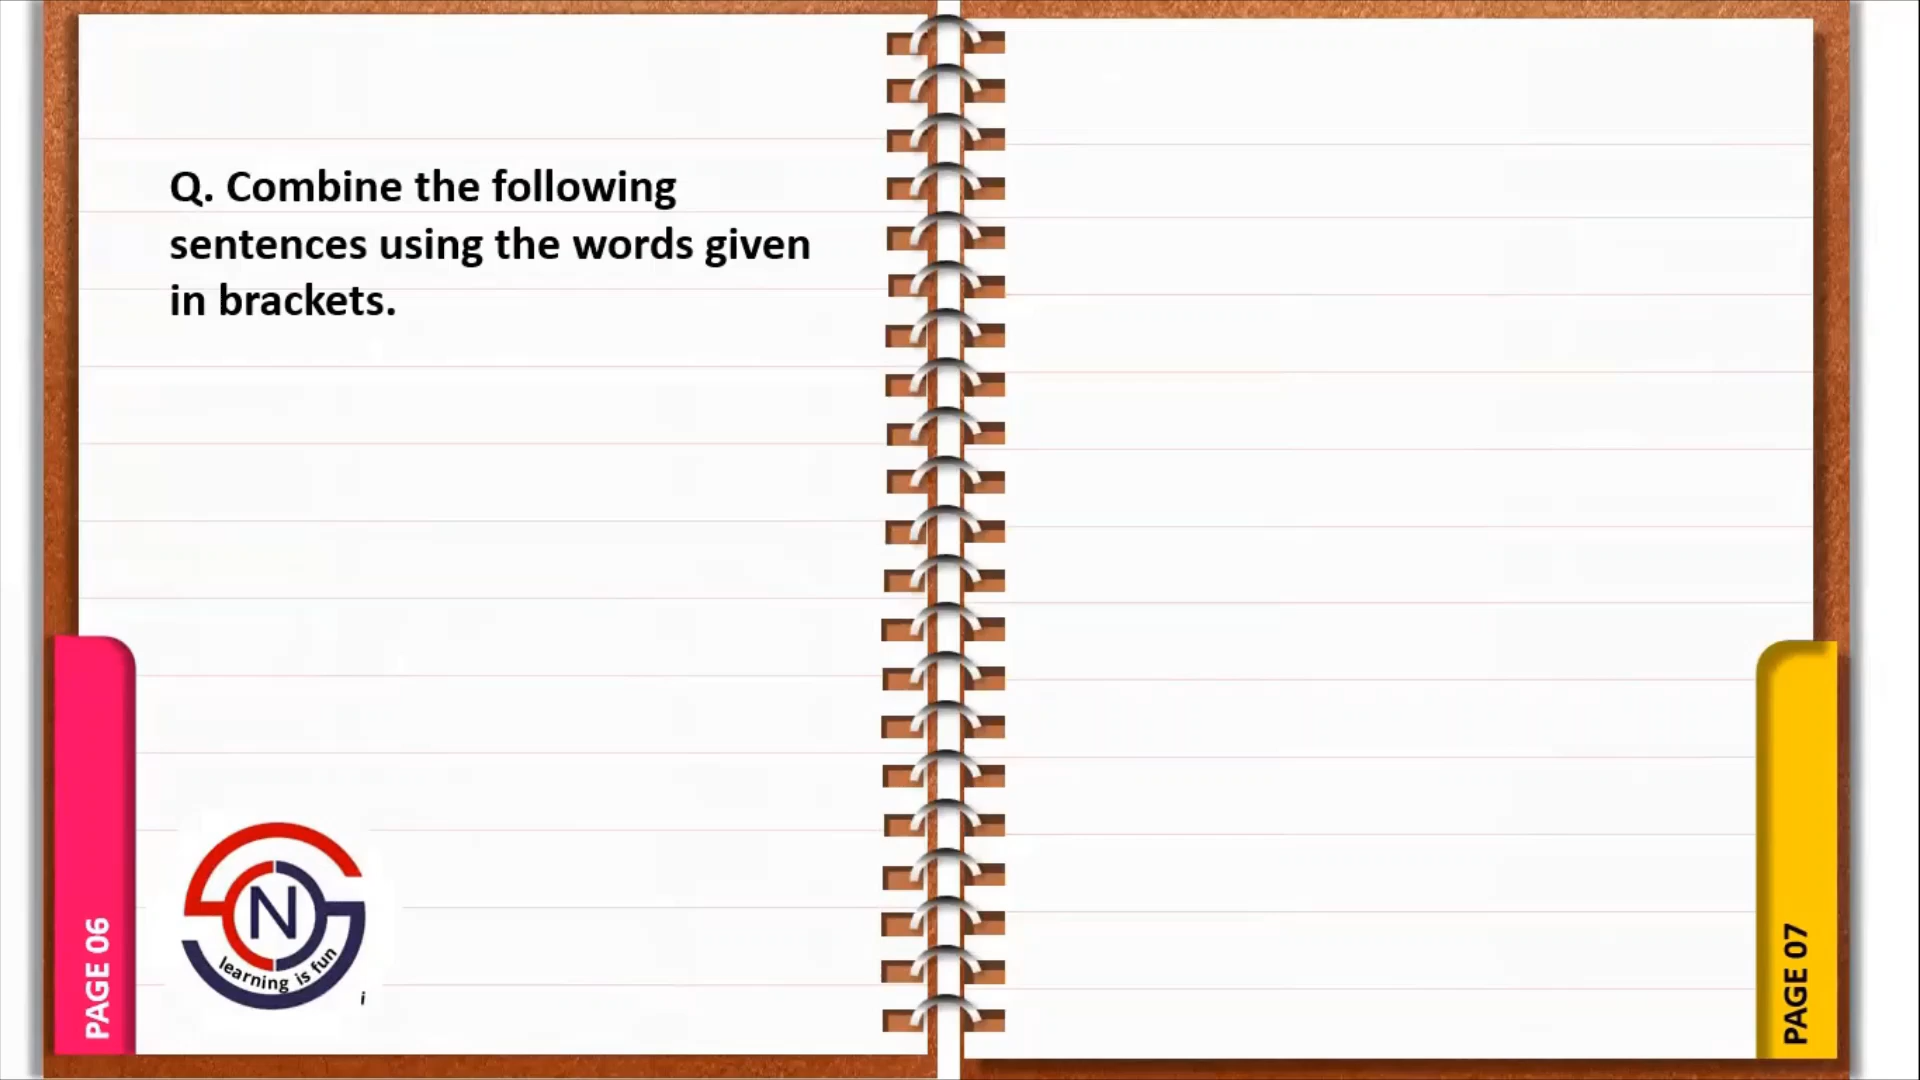 Q. Combine the following
sentences using the words given
in brackets.
N
learning is fun
i
PAGE 06
PAGE 07